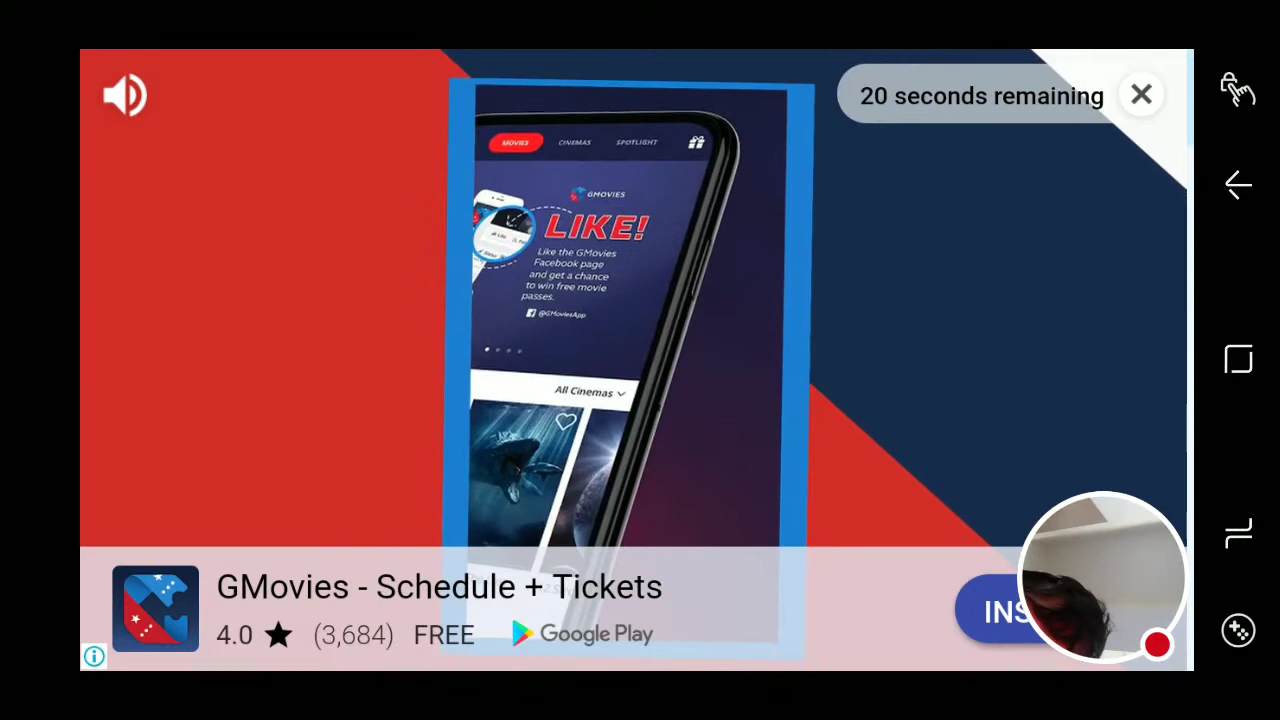 20 seconds remaining
MOVIES CINEMAS SPOTLIGHT
GMOVIES
LIKE!
Like the GMovies
Facebook page
and get a chance
to win free movie
passes.
@GMoviesApp
All Cinemas
GMovies - Schedule + Tickets
4.0 ★ (3,684) FREE Google Play
INS